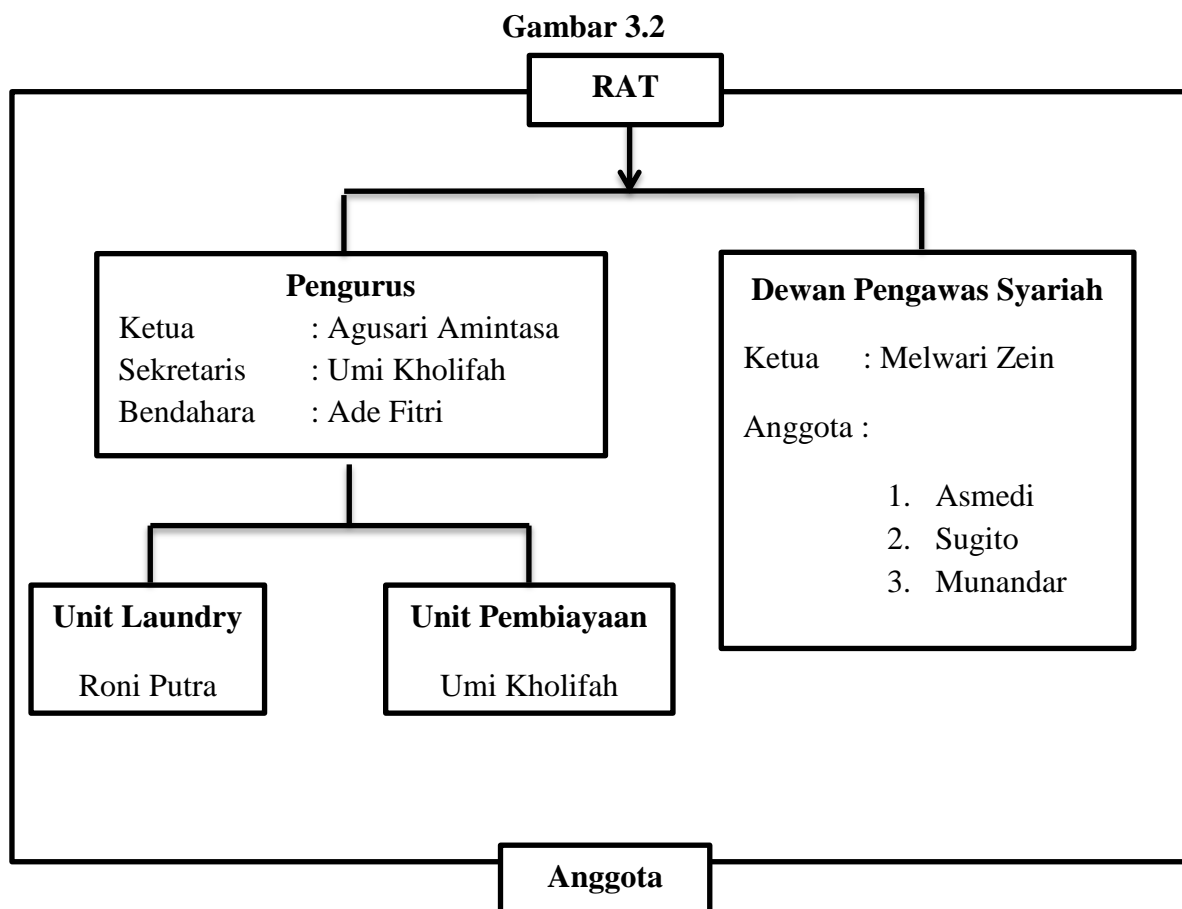 Gambar 3.2
RAT
Pengurus
Ketua : Agusari Amintasa
Sekretaris : Umi Kholifah
Bendahara : Ade Fitri
Dewan Pengawas Syariah
Ketua : Melwari Zein
Anggota :
1. Asmedi
2. Sugito
3. Munandar
Unit Laundry
Roni Putra
Unit Pembiayaan
Umi Kholifah
Anggota